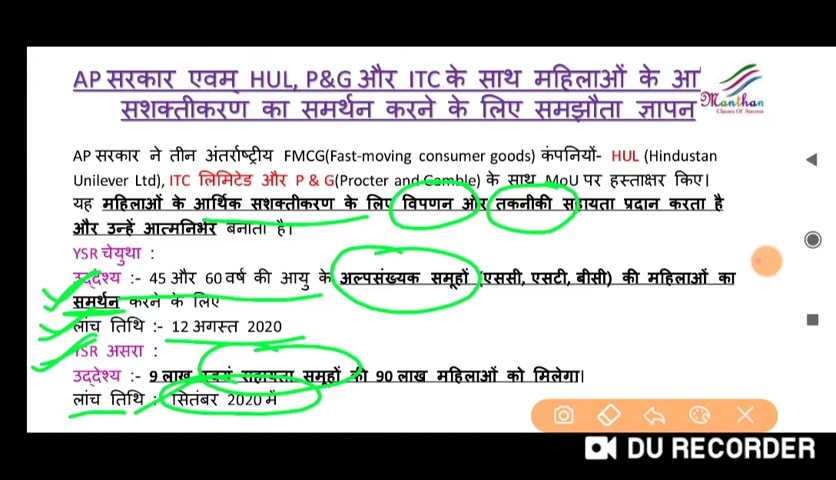 AP सरकार एवम् HUL, P&G और ITC के साथ महिलाओं के
सशक्तीकरण का समर्थन करने के लिए समझौता ज्ञापन
Manthan
Classes Of Success
AP सरकार ने तीन अंतर्राष्ट्रीय FMCG(Fast-moving consumer goods) कंपनियों- HUL (Hindustan
Unilever Ltd), ITC लिमिटेड और P & G(Procter and Gamble) के साथ MoU पर हस्ताक्षर किए।
यह महिलाओं के आर्थिक सशक्तीकरण के लिए विपणन और तकनीकी सहायता प्रदान करता है
और उन्हें आत्मनिर्भर बनाता है।
YSR चेयुथा :
उद्देश्य :- 45 और 60 वर्ष की आयु के अल्पसंख्यक समूहों (एससी, एसटी, बीसी) की महिलाओं का
समर्थन करने के लिए
लांच तिथि :- 12 अगस्त 2020
YSR असरा :
उद्देश्य :- 9 लाख स्वयं सहायता समूहों की 90 लाख महिलाओं को मिलेगा।
लांच तिथि : सितंबर 2020 में
DU RECORDER